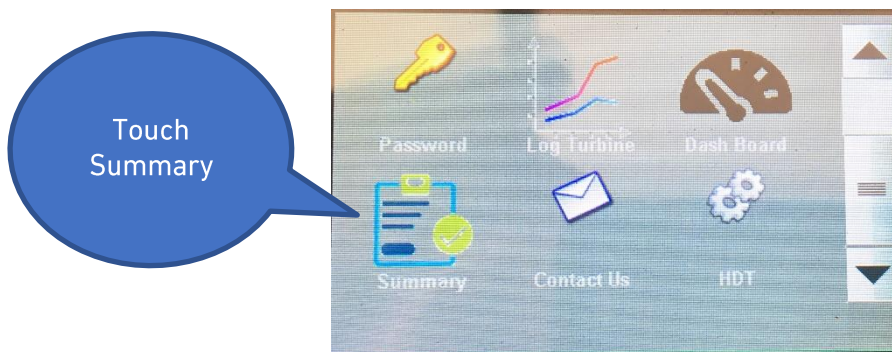 Touch
Summary
Password
Log Turbine
Dash Board
Summary
Contact Us
HDT